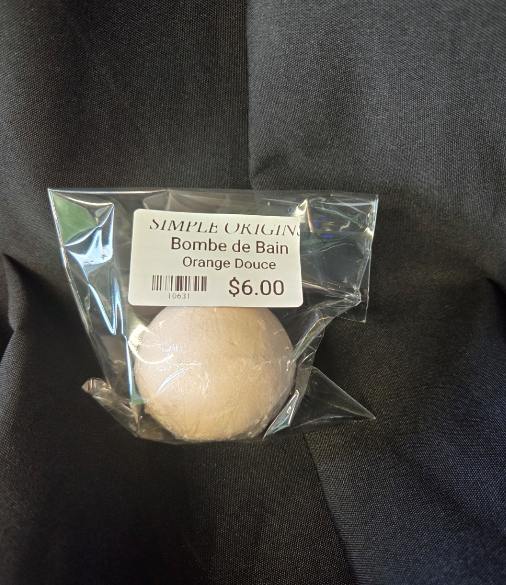 SIMPLE ORIGINS
Bombe de Bain
Orange Douce
10631
$6.00